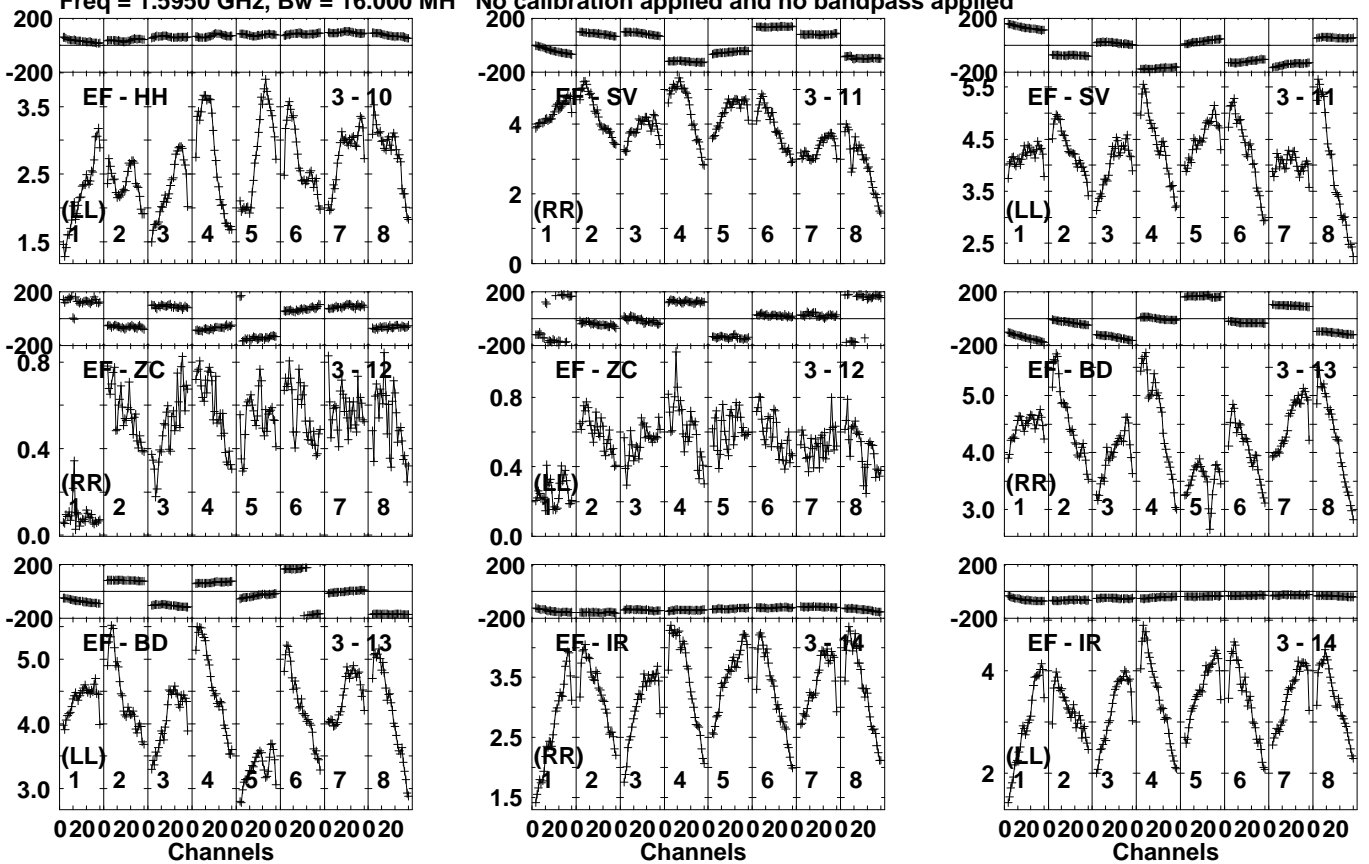 Freq = 1.5950 GHz, Bw = 16.000 MH No calibration applied and no bandpass applied
200
-200
EF - HH 3 - 10
3.5
2.5
1.5
(LL)
1 2 3 4 5 6 7 8
200
-200
EF - SV 3 - 11
4
2
0
(RR)
1 2 3 4 5 6 7 8
200
-200
EF - SV 3 - 11
5.5
4.5
3.5
2.5
(LL)
1 2 3 4 5 6 7 8
200
-200
EF - ZC 3 - 12
0.8
0.4
0.0
(RR)
1 2 3 4 5 6 7 8
200
-200
EF - ZC 3 - 12
0.8
0.4
0.0
(LL)
1 2 3 4 5 6 7 8
200
-200
EF - BD 3 - 13
5.0
4.0
3.0
(RR)
1 2 3 4 5 6 7 8
200
-200
EF - BD 3 - 13
5.0
4.0
3.0
(LL)
1 2 3 4 5 6 7 8
020020020020020020020020
Channels
200
-200
EF - IR 3 - 14
3.5
2.5
1.5
(RR)
1 2 3 4 5 6 7 8
020020020020020020020020
Channels
200
-200
EF - IR 3 - 14
4
2
(LL)
1 2 3 4 5 6 7 8
020020020020020020020020
Channels